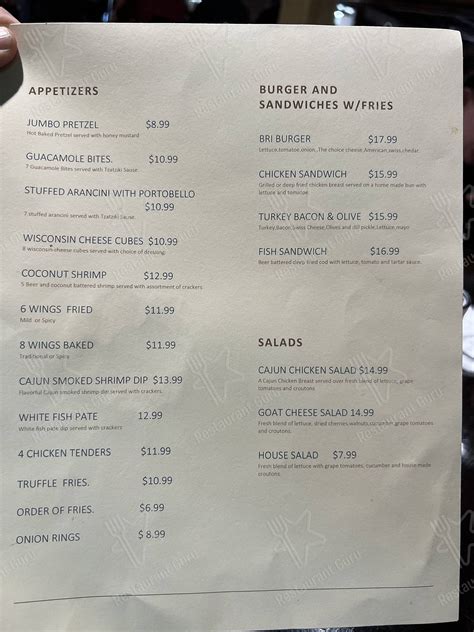 APPETIZERS
JUMBO PRETZEL $8.99
Hot Baked Pretzel served with honey mustard
GUACAMOLE BITES. $10.99
7 Guacamole Bites served with Tzatziki Sause.
STUFFED ARANCINI WITH PORTOBELLO
$10.99
7 stuffed arancini served with Tzatziki Sause.
WISCONSIN CHEESE CUBES $10.99
8 wisconsin cheese cubes served with choice of dressing
COCONUT SHRIMP $12.99
5 Beer and coconut battered shrimp served with assortment of crackers
6 WINGS FRIED $11.99
Mild or Spicy
8 WINGS BAKED $11.99
Traditional or Spicy
CAJUN SMOKED SHRIMP DIP $13.99
Flavorful Cajun smoked shrimp dip served with crackers.
WHITE FISH PATE 12.99
White fish pate dip served with crackers
4 CHICKEN TENDERS $11.99
TRUFFLE FRIES. $10.99
ORDER OF FRIES. $6.99
ONION RINGS $ 8.99
BURGER AND
SANDWICHES W/FRIES
BRI BURGER $17.99
Lettuce,tomatoe,onion, The choice cheese:American,swiss,chedar
CHICKEN SANDWICH $15.99
Grilled or deep fried chicken breast served on a home made bun with
lettuce and tomatoe
TURKEY BACON & OLIVE $15.99
Turkey,Bacon,Swiss Cheese,Olives and dill pickle,Lettuce,mayo
FISH SANDWICH $16.99
Beer battered deep fried cod with lettuce, tomato and tartar sauce.
SALADS
CAJUN CHICKEN SALAD $14.99
A Cajun Chicken Breast served over fresh blend of lettuce, grape
tomatoes and croutons
GOAT CHEESE SALAD 14.99
Fresh blend of lettuce, dried cherries,walnuts,cucumber,grape tomatoes
and croutons.
HOUSE SALAD $7.99
Fresh blend of lettuce with grape tomatoes, cucumber and house made
croutons.
Restaurant Guru